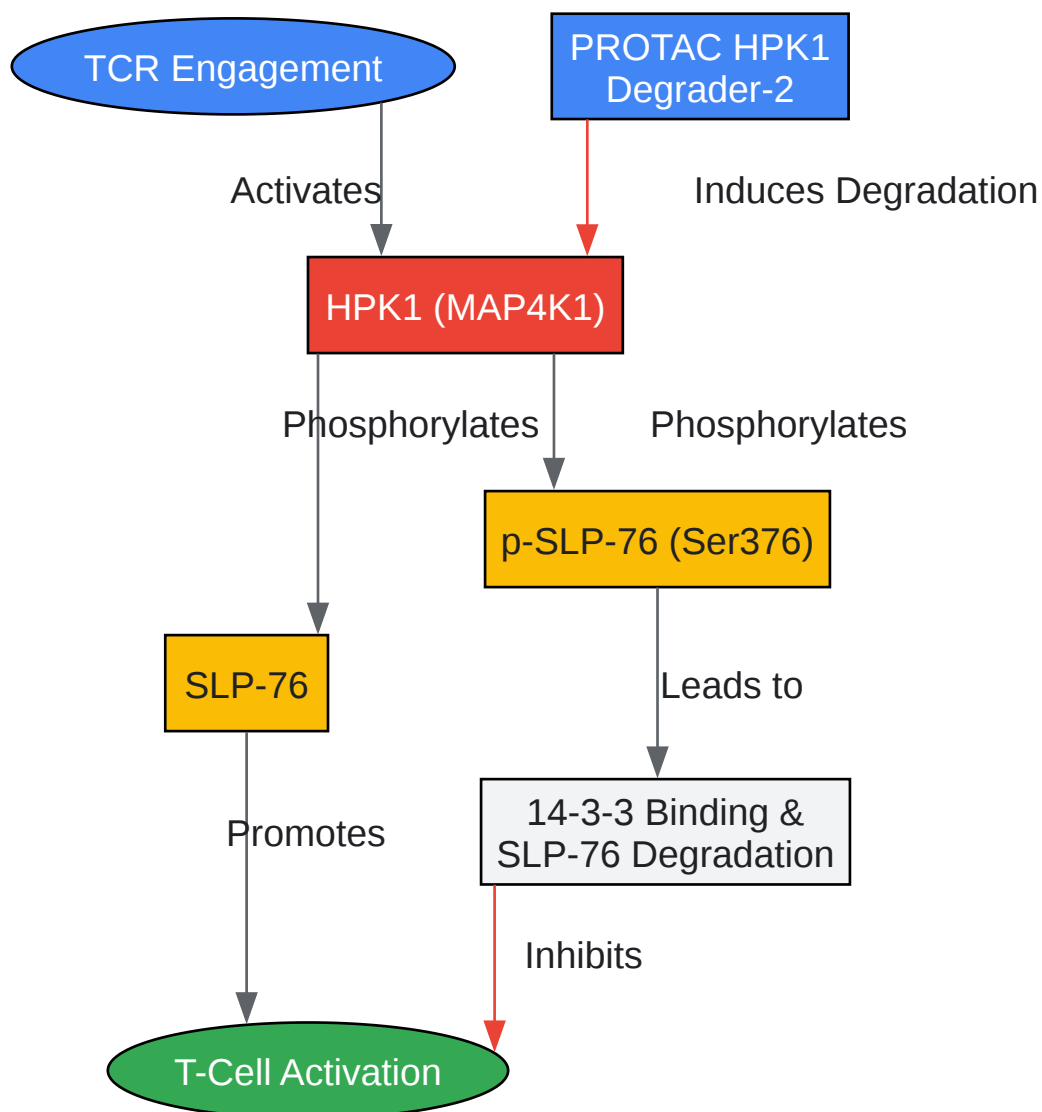 TCR Engagement
PROTAC HPK1
Degrader-2
Activates
Induces Degradation
HPK1 (MAP4K1)
Phosphorylates
Phosphorylates
p-SLP-76 (Ser376)
SLP-76
Leads to
14-3-3 Binding &
SLP-76 Degradation
Promotes
Inhibits
T-Cell Activation